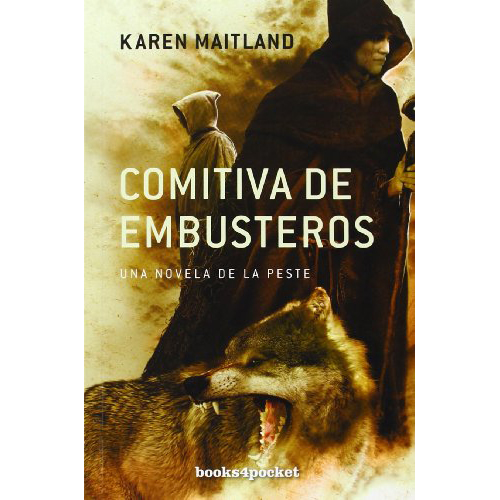 KAREN MAITLAND
COMITIVA DE
EMBUSTEROS
UNA NOVELA DE LA PESTE
books4pocket